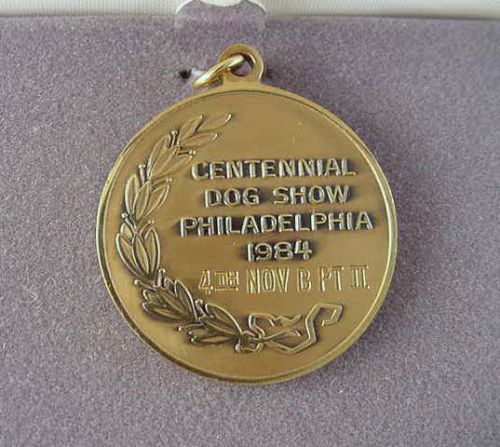 CENTENNIAL
DOG SHOW
PHILADELPHIA
1984
4TH NOV B PT II